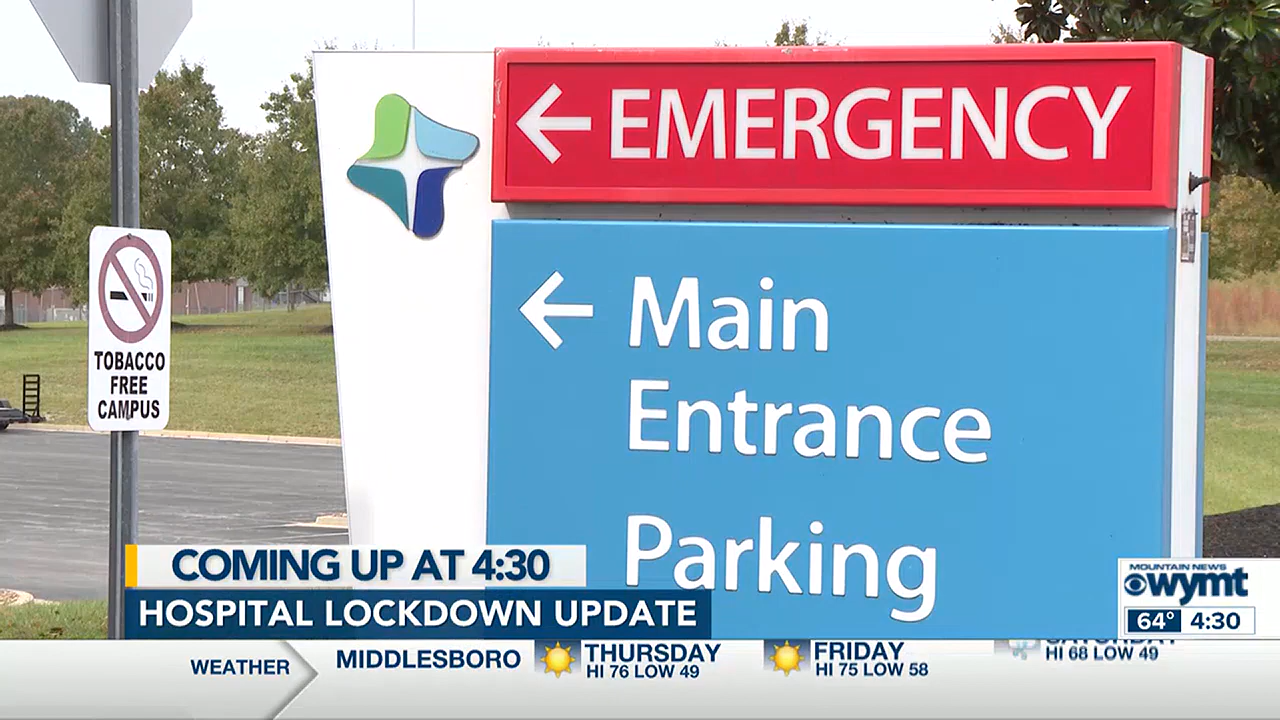 EMERGENCY
Main
Entrance
Parking
TOBACCO
FREE
CAMPUS
COMING UP AT 4:30
HOSPITAL LOCKDOWN UPDATE
MOUNTAIN NEWS
wymt
64° 4:30
WEATHER
MIDDLESBORO
THURSDAY
HI 76 LOW 49
FRIDAY
HI 75 LOW 58
SATURDAY
HI 68 LOW 49